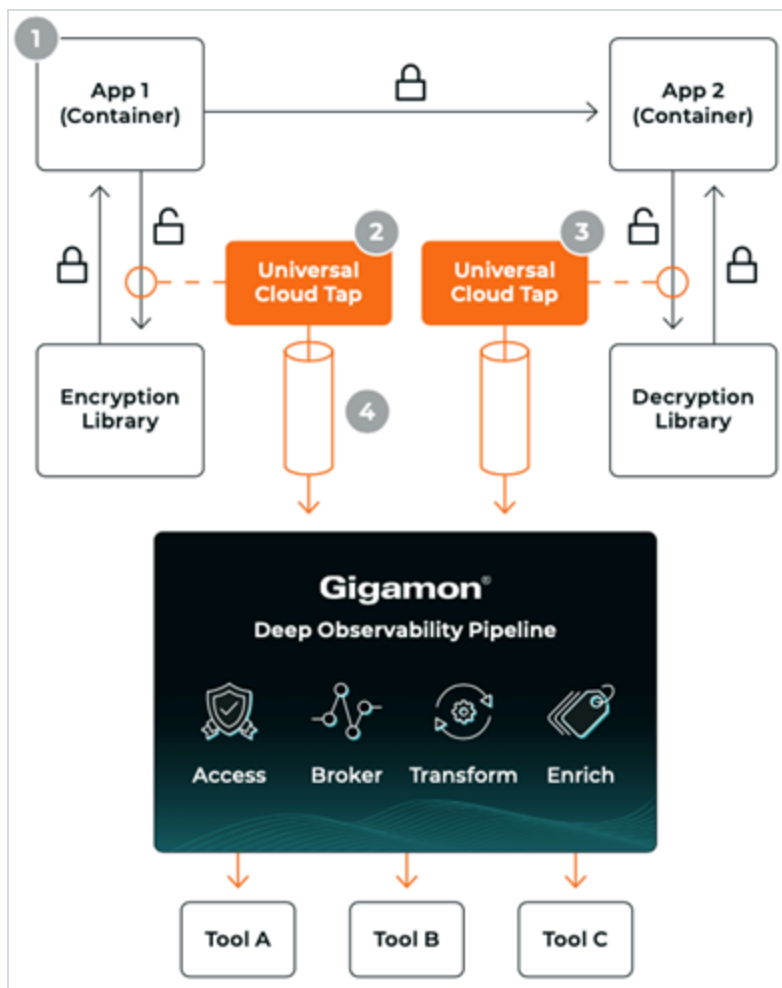 1
App 1
(Container)
App 2
(Container)
2
Universal
Cloud Tap
3
Universal
Cloud Tap
Encryption
Library
4
Decryption
Library
Gigamon®
Deep Observability Pipeline
Access
Broker
Transform
Enrich
Tool A
Tool B
Tool C